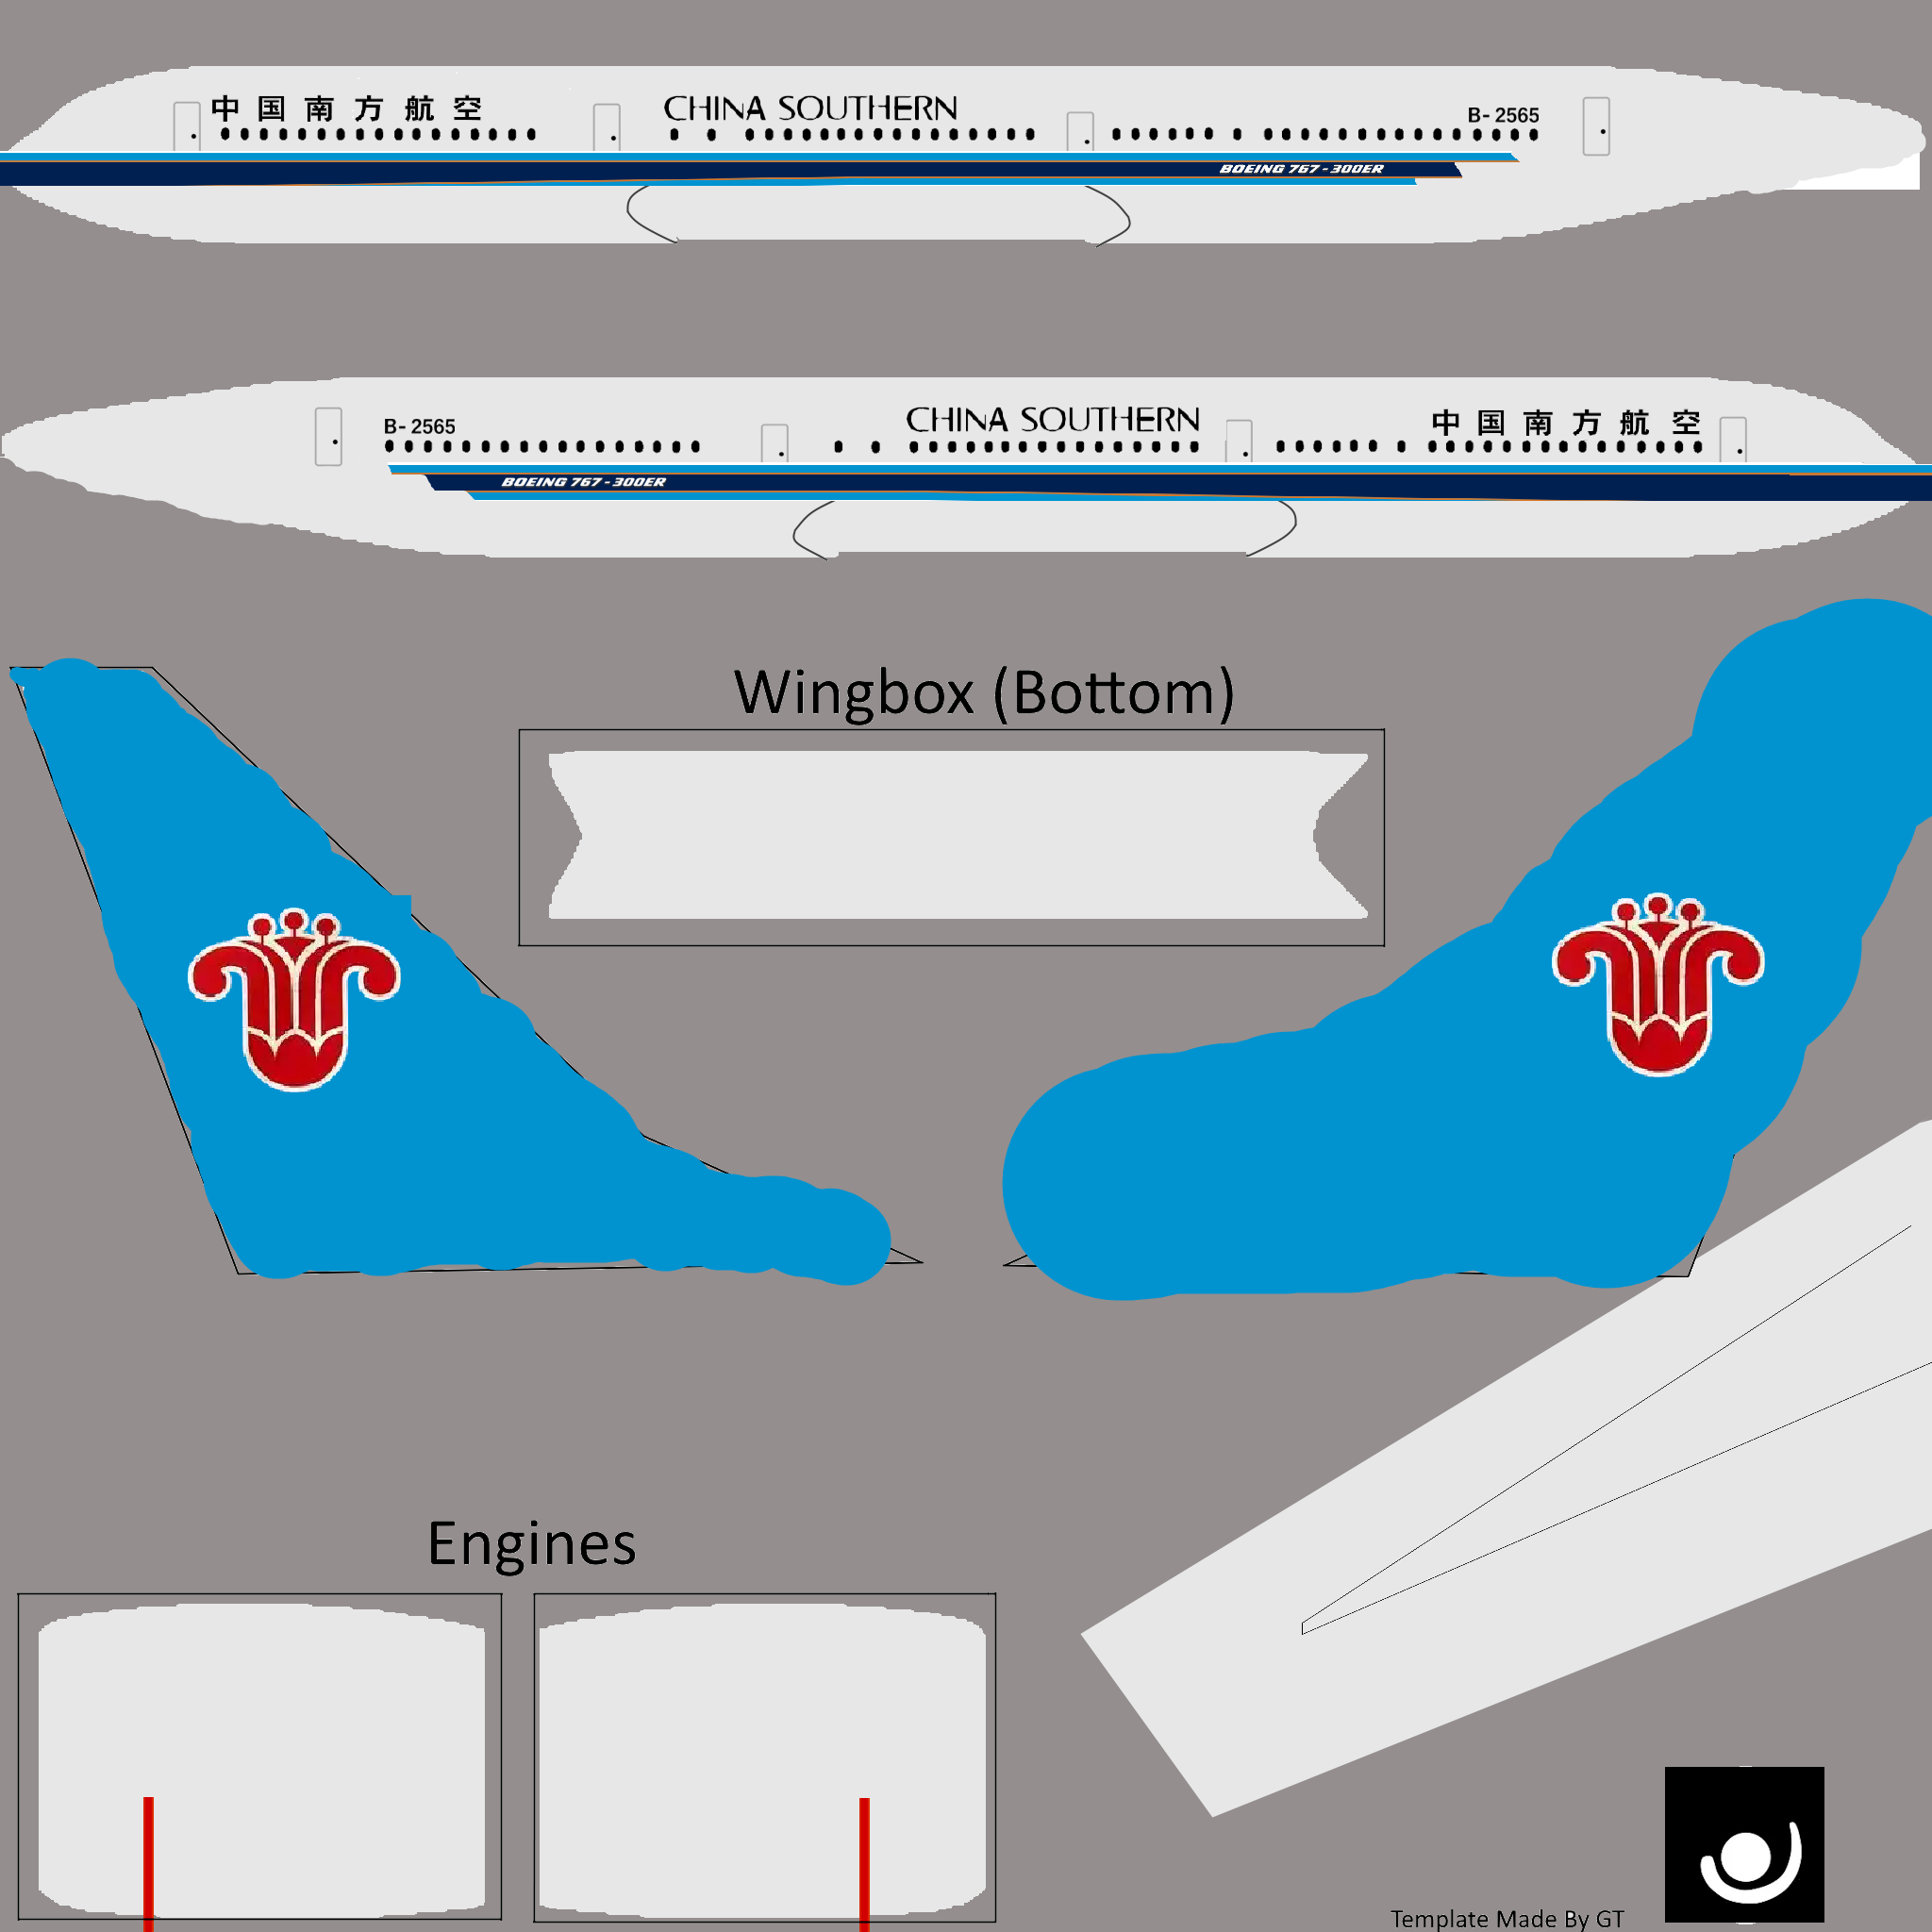 中国南方航空 CHINA SOUTHERN B-2565
BOEING 767-300ER
B-2565 CHINA SOUTHERN 中国南方航空
BOEING 767-300ER
Wingbox (Bottom)
Engines
Template Made By GT